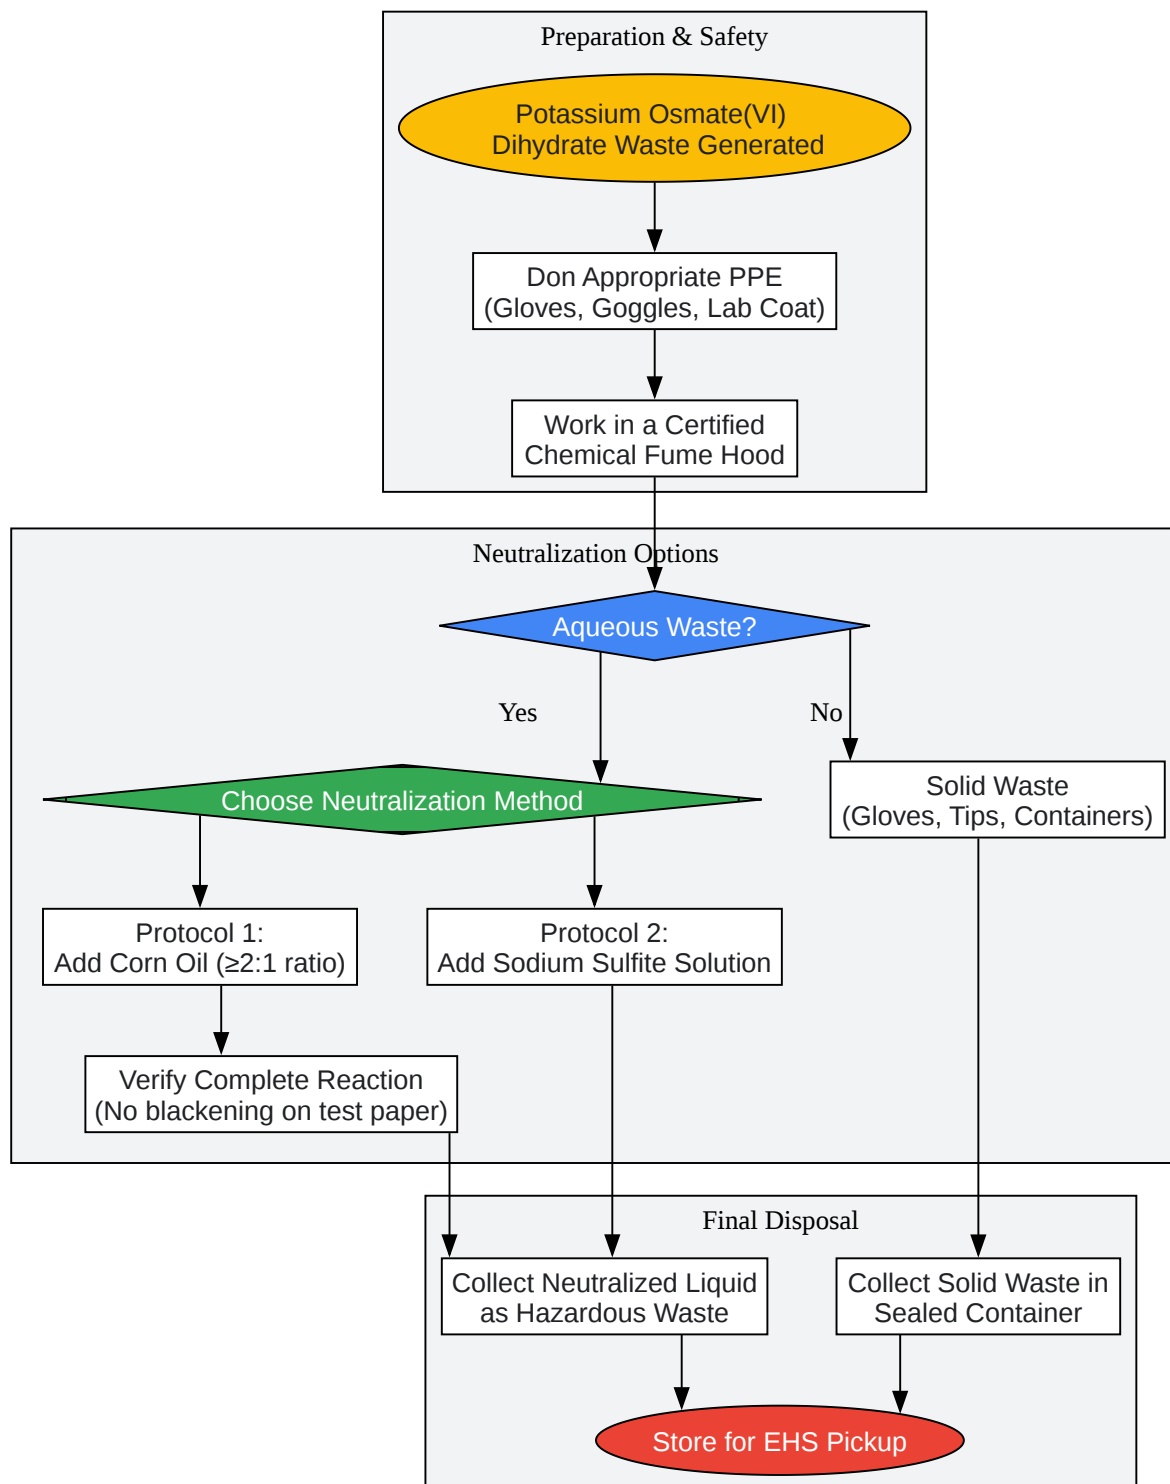 Preparation & Safety
Potassium Osmate(VI)
Dihydrate Waste Generated
Don Appropriate PPE
(Gloves, Goggles, Lab Coat)
Work in a Certified
Chemical Fume Hood
Neutralization Options
Aqueous Waste?
Yes
No
Choose Neutralization Method
Solid Waste
(Gloves, Tips, Containers)
Protocol 1:
Add Corn Oil (≥2:1 ratio)
Protocol 2:
Add Sodium Sulfite Solution
Verify Complete Reaction
(No blackening on test paper)
Final Disposal
Collect Neutralized Liquid
as Hazardous Waste
Collect Solid Waste in
Sealed Container
Store for EHS Pickup